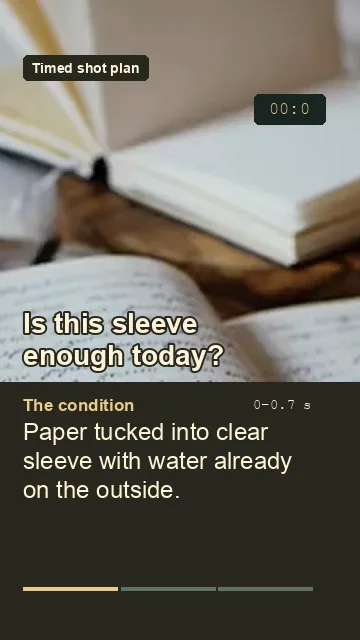 Timed shot plan
00:0
Is this sleeve
enough today?
The condition
0–0.7 s
Paper tucked into clear
sleeve with water already
on the outside.